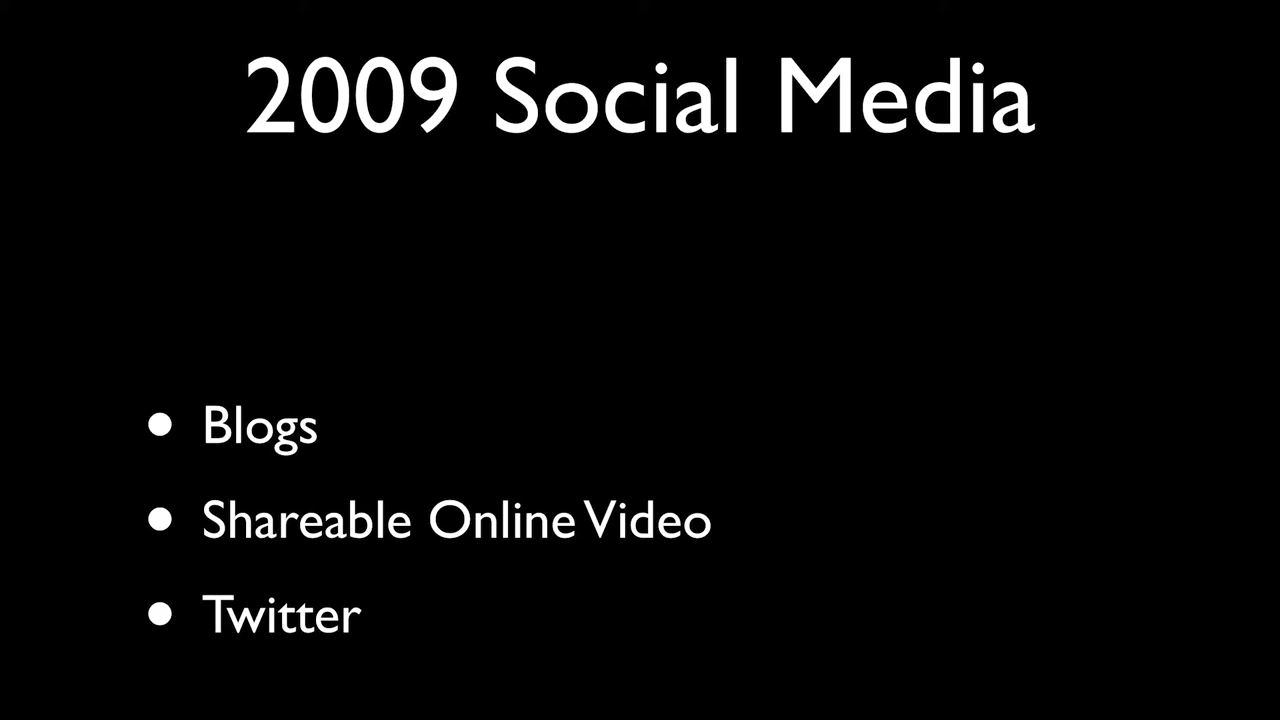 2009 Social Media
• Blogs
• Shareable Online Video
• Twitter